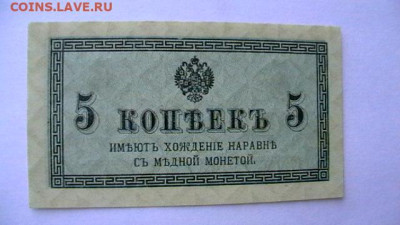 COINS.LAVE.RU
5 КОПѢЕКЪ 5
ИМѢЮТЪ ХОЖДЕНІЕ НАРАВНѢ
СЪ МѢДНОЙ МОНЕТОЙ.